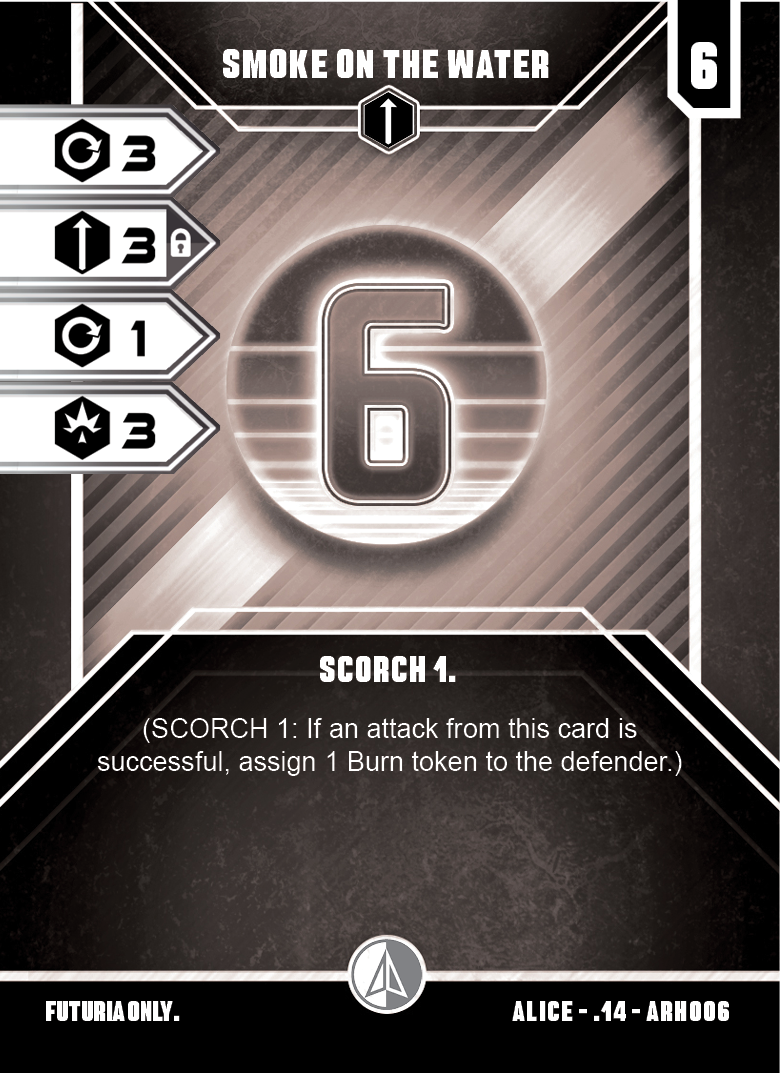 SMOKE ON THE WATER
6
3
3
1
3
6
SCORCH 1.
(SCORCH 1: If an attack from this card is
successful, assign 1 Burn token to the defender.)
FUTURIA ONLY.
ALICE - .14 - ARH006